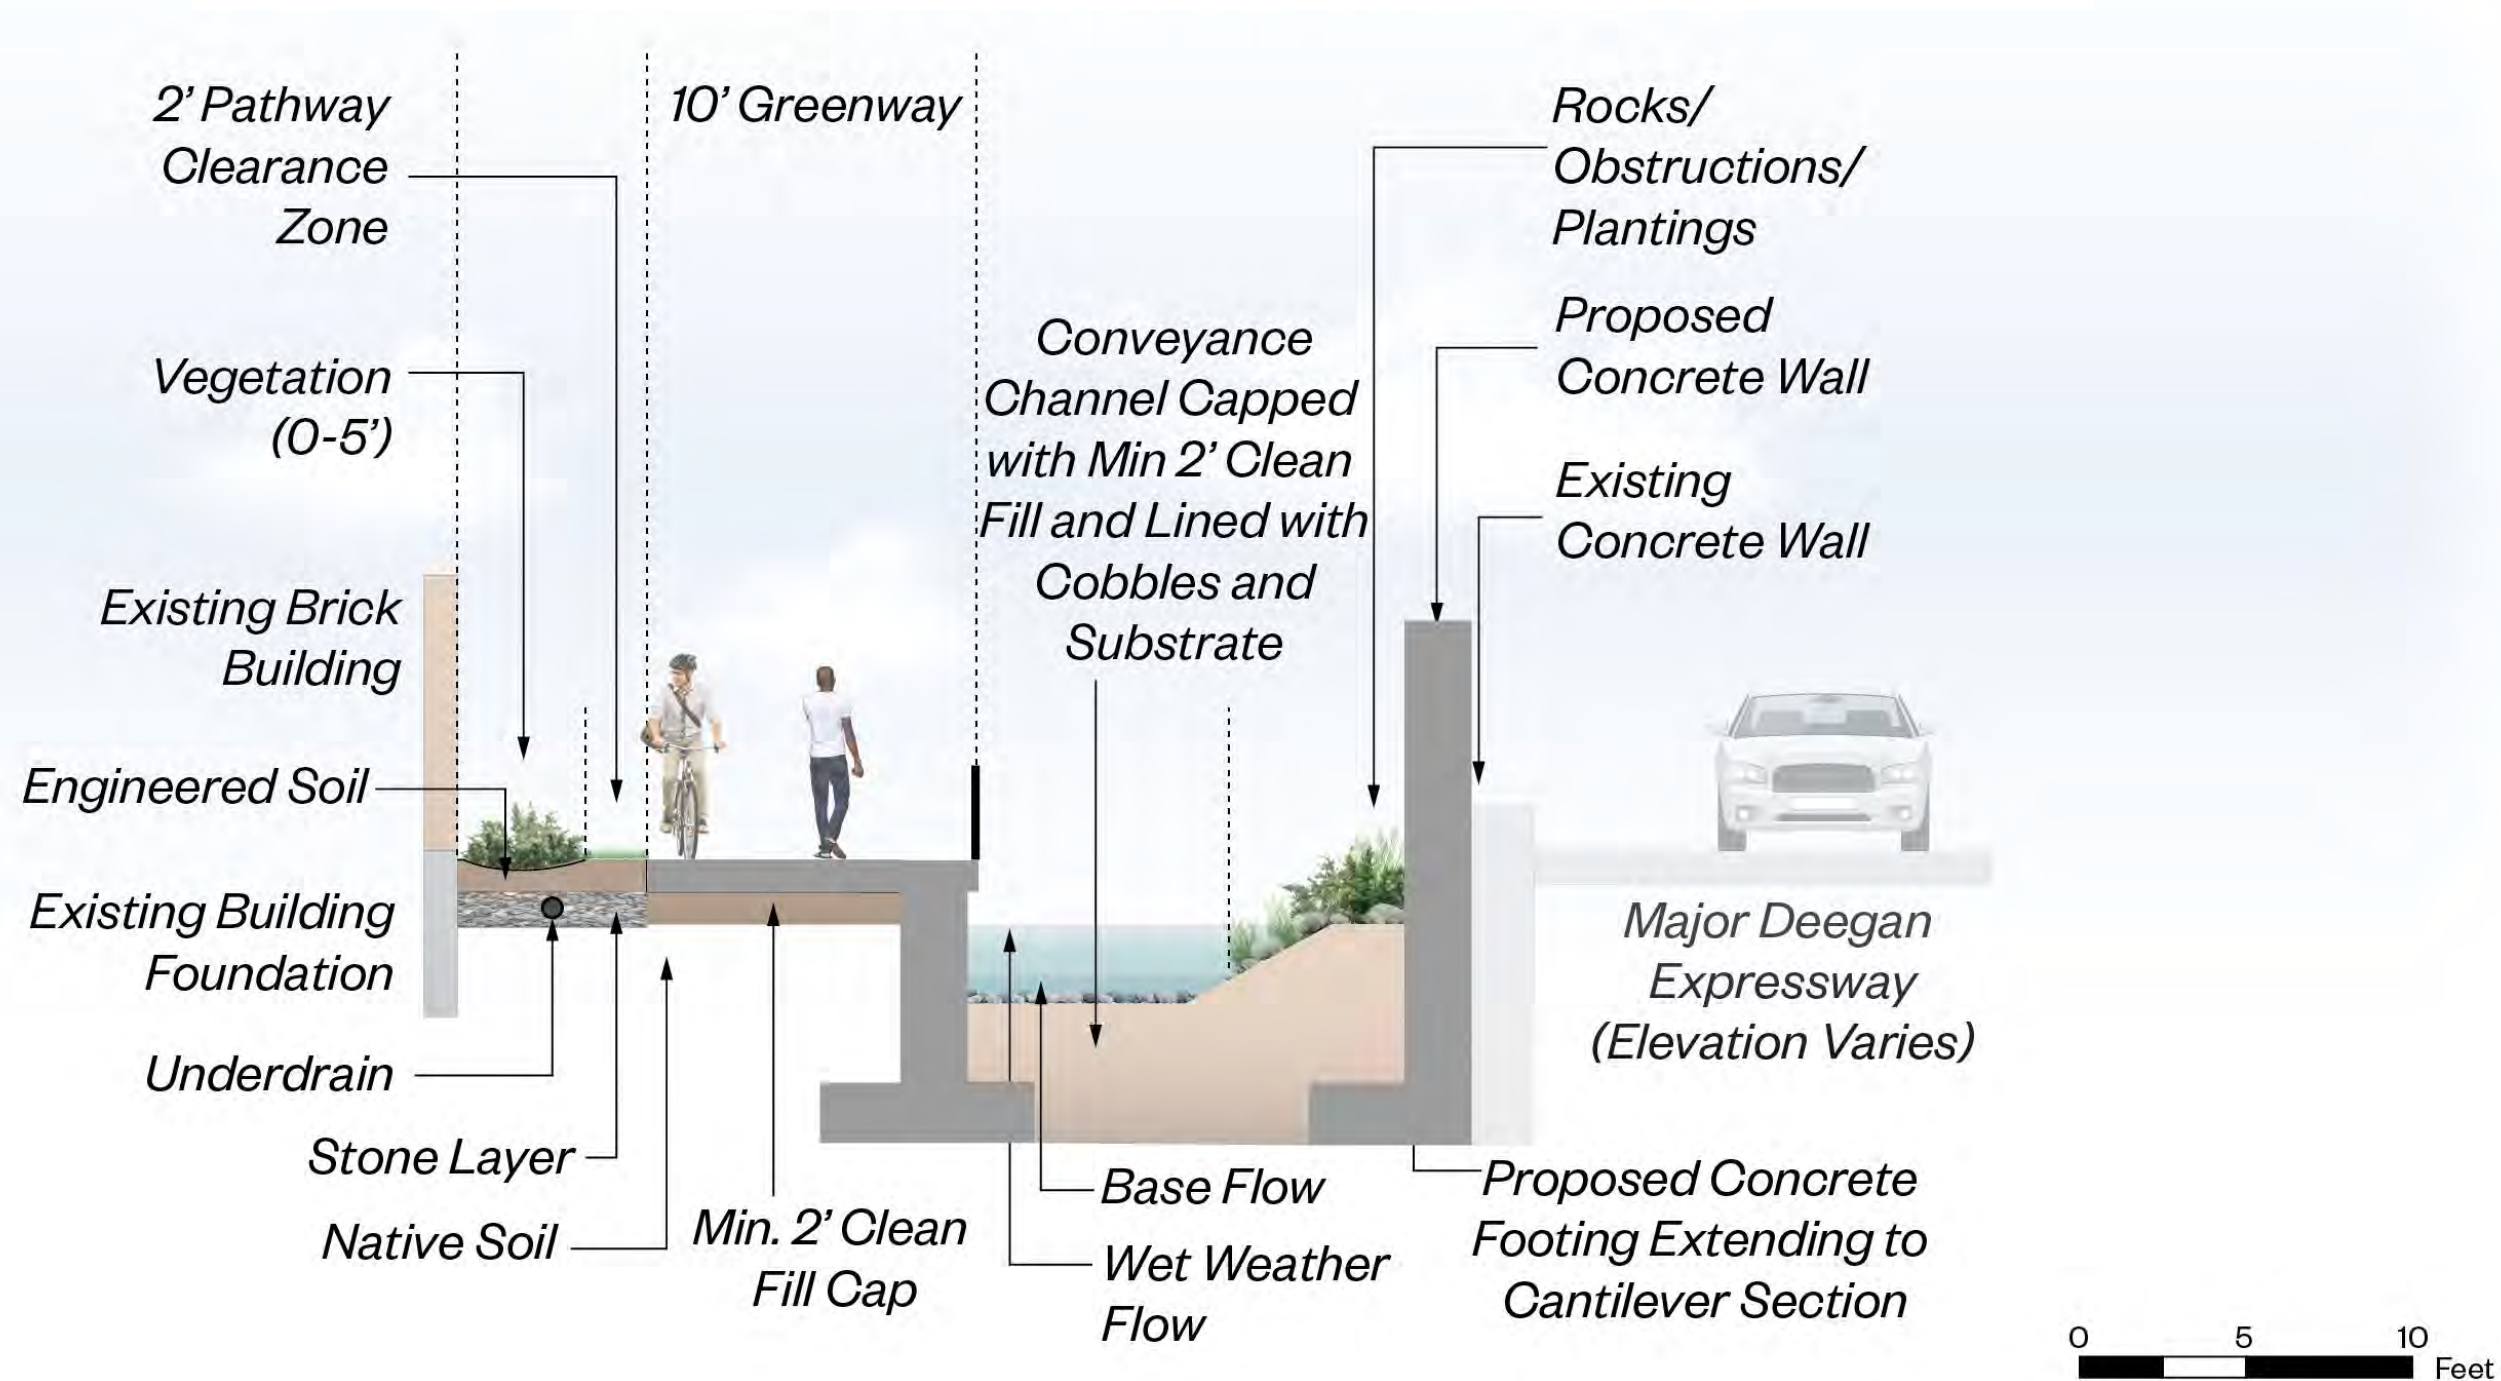 2’ Pathway
Clearance
Zone
10’ Greenway
Rocks/
Obstructions/
Plantings
Vegetation
(0-5’)
Conveyance
Channel Capped
with Min 2’ Clean
Fill and Lined with
Cobbles and
Substrate
Proposed
Concrete Wall
Existing
Concrete Wall
Existing Brick
Building
Engineered Soil
Existing Building
Foundation
Underdrain
Stone Layer
Native Soil
Min. 2’ Clean
Fill Cap
Base Flow
Wet Weather
Flow
Major Deegan
Expressway
(Elevation Varies)
Proposed Concrete
Footing Extending to
Cantilever Section
0 5 10
Feet